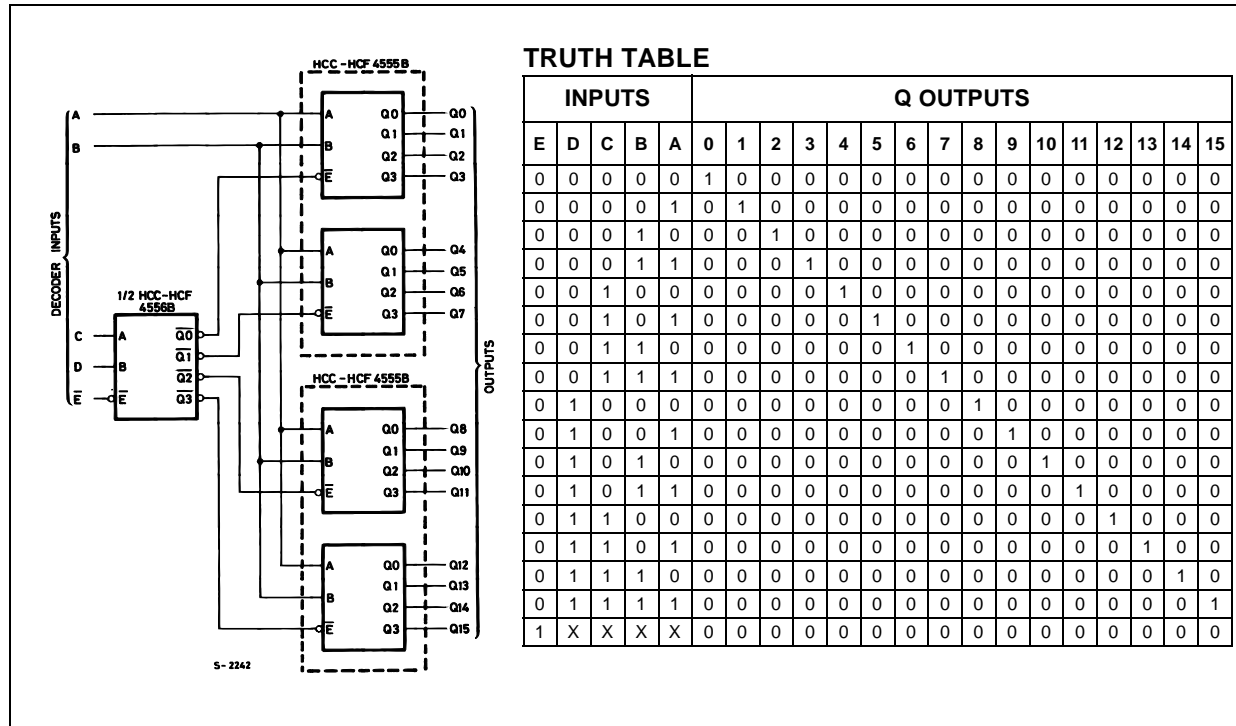 HCC-HCF 4555B
A
B
DECODER INPUTS
A Q0 Q0
Q1 Q1
B Q2 Q2
E̅ Q3 Q3
A Q0 Q4
Q1 Q5
B Q2 Q6
E̅ Q3 Q7
1/2 HCC-HCF
4556B
C A Q̅0̅
Q̅1̅
D B Q̅2̅
E̅ E̅ Q̅3̅
HCC-HCF 4555B
OUTPUTS
A Q0 Q8
Q1 Q9
B Q2 Q10
E̅ Q3 Q11
A Q0 Q12
Q1 Q13
B Q2 Q14
E̅ Q3 Q15
S-2242
TRUTH TABLE
INPUTS Q OUTPUTS
E D C B A 0 1 2 3 4 5 6 7 8 9 10 11 12 13 14 15
0 0 0 0 0 1 0 0 0 0 0 0 0 0 0 0 0 0 0 0 0
0 0 0 0 1 0 1 0 0 0 0 0 0 0 0 0 0 0 0 0 0
0 0 0 1 0 0 0 1 0 0 0 0 0 0 0 0 0 0 0 0 0
0 0 0 1 1 0 0 0 1 0 0 0 0 0 0 0 0 0 0 0 0
0 0 1 0 0 0 0 0 0 1 0 0 0 0 0 0 0 0 0 0 0
0 0 1 0 1 0 0 0 0 0 1 0 0 0 0 0 0 0 0 0 0
0 0 1 1 0 0 0 0 0 0 0 1 0 0 0 0 0 0 0 0 0
0 0 1 1 1 0 0 0 0 0 0 0 1 0 0 0 0 0 0 0 0
0 1 0 0 0 0 0 0 0 0 0 0 0 1 0 0 0 0 0 0 0
0 1 0 0 1 0 0 0 0 0 0 0 0 0 1 0 0 0 0 0 0
0 1 0 1 0 0 0 0 0 0 0 0 0 0 0 1 0 0 0 0 0
0 1 0 1 1 0 0 0 0 0 0 0 0 0 0 0 1 0 0 0 0
0 1 1 0 0 0 0 0 0 0 0 0 0 0 0 0 0 1 0 0 0
0 1 1 0 1 0 0 0 0 0 0 0 0 0 0 0 0 0 1 0 0
0 1 1 1 0 0 0 0 0 0 0 0 0 0 0 0 0 0 0 1 0
0 1 1 1 1 0 0 0 0 0 0 0 0 0 0 0 0 0 0 0 1
1 X X X X 0 0 0 0 0 0 0 0 0 0 0 0 0 0 0 0